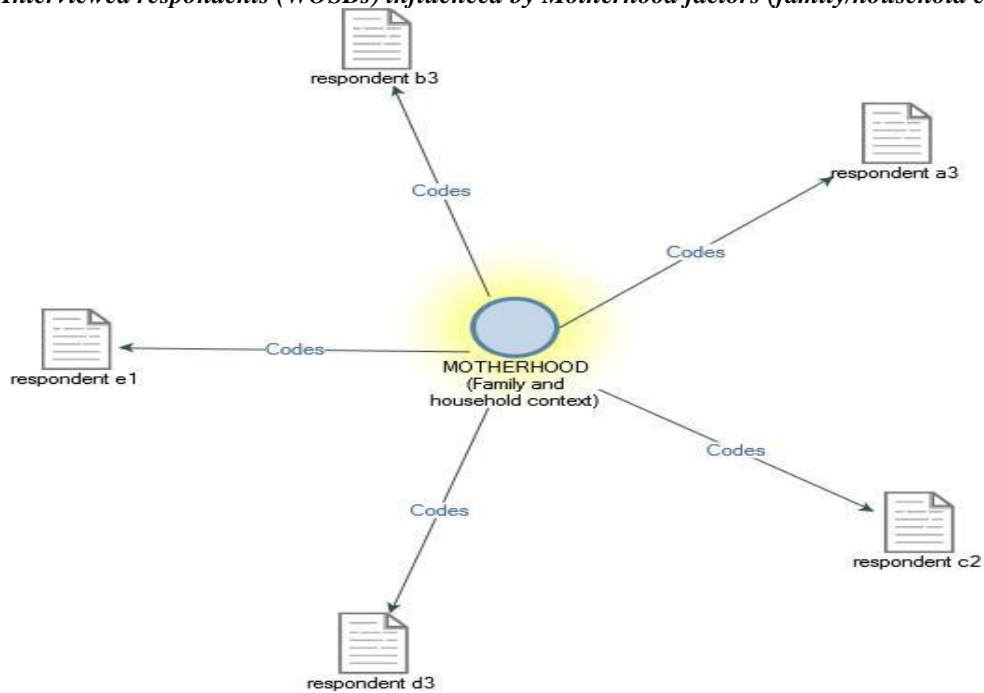 Interviewed respondents (WOSBs) influenced by Motherhood factors (family/household
respondent b3
respondent a3
Codes
Codes
respondent e1
Codes
MOTHERHOOD
(Family and
household context)
Codes
Codes
respondent c2
respondent d3